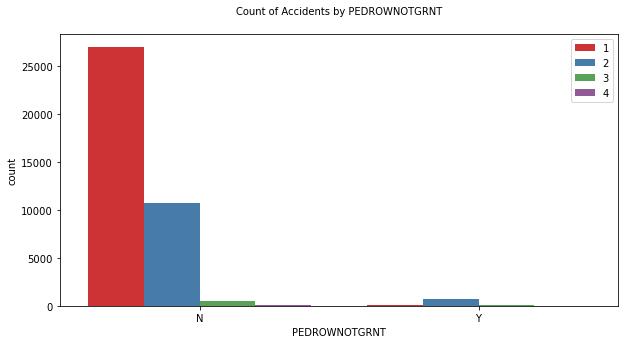 Count of Accidents by PEDROWNOTGRNT
1
2
3
4
25000
20000
15000
10000
5000
0
count
N
Y
PEDROWNOTGRNT